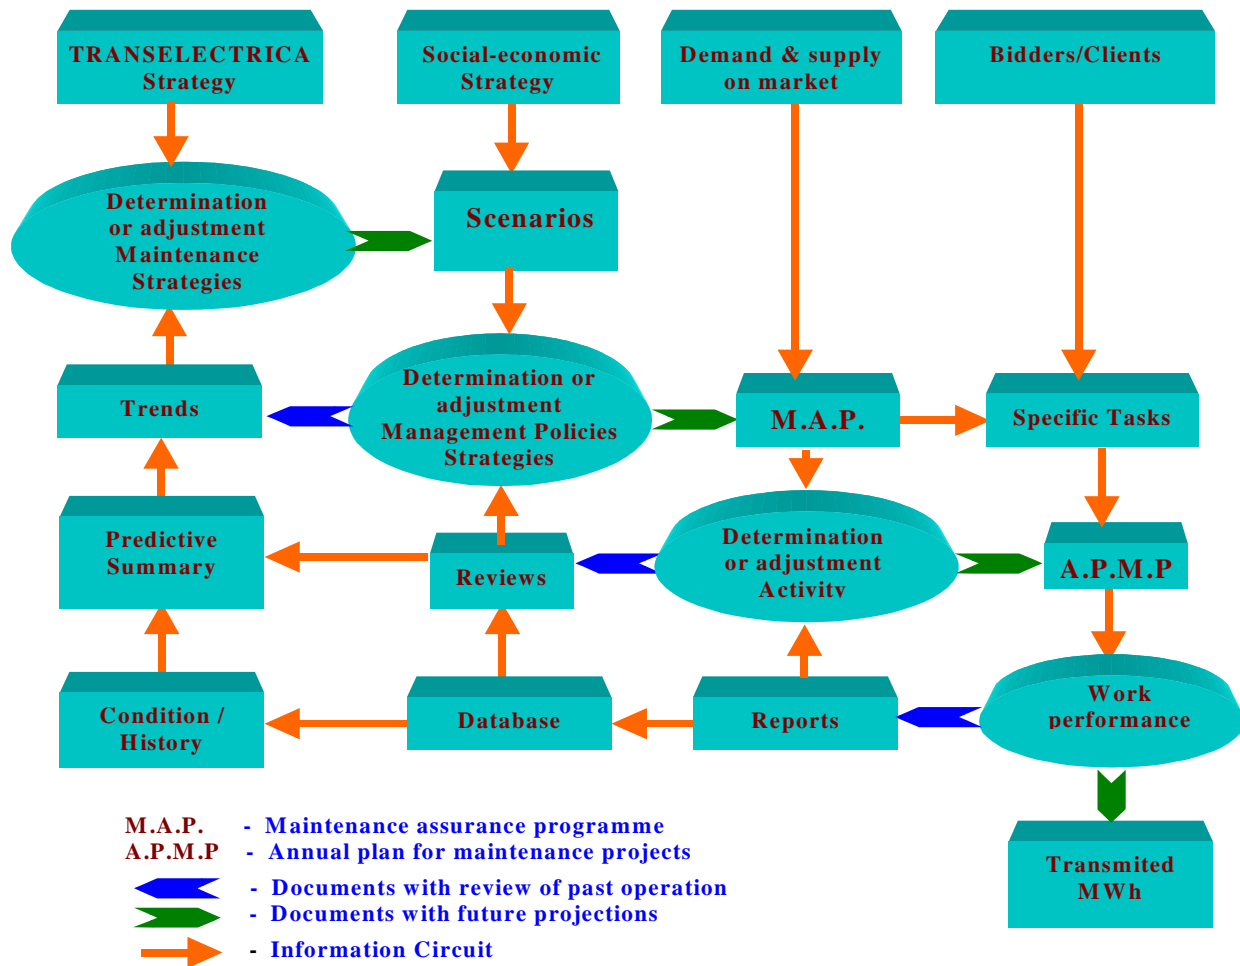 TRANSELECTRICA
Strategy
Social-economic
Strategy
Demand & supply
on market
Bidders/Clients
Determination
or adjustment
Maintenance
Strategies
Scenarios
Trends
Determination or
adjustment
Management Policies
Strategies
M.A.P.
Specific Tasks
Predictive
Summary
Reviews
Determination
or adjustment
Activity
A.P.M.P
Condition /
History
Database
Reports
Work
performance
Transmited
MWh
M.A.P. - Maintenance assurance programme
A.P.M.P - Annual plan for maintenance projects
- Documents with review of past operation
- Documents with future projections
- Information Circuit